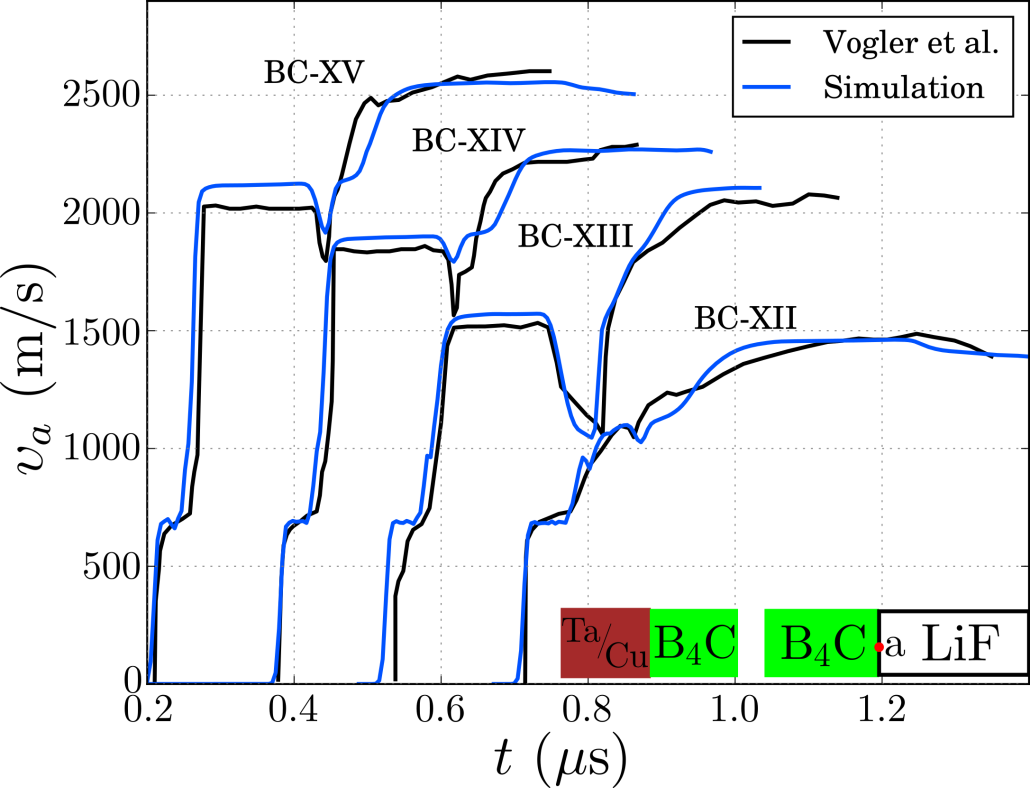 Vogler et al.
Simulation
BC-XV
BC-XIV
BC-XIII
BC-XII
2500
2000
1500
1000
500
0
v_a (m/s)
Ta/Cu B₄C B₄C a LiF
0.2 0.4 0.6 0.8 1.0 1.2
t (μs)